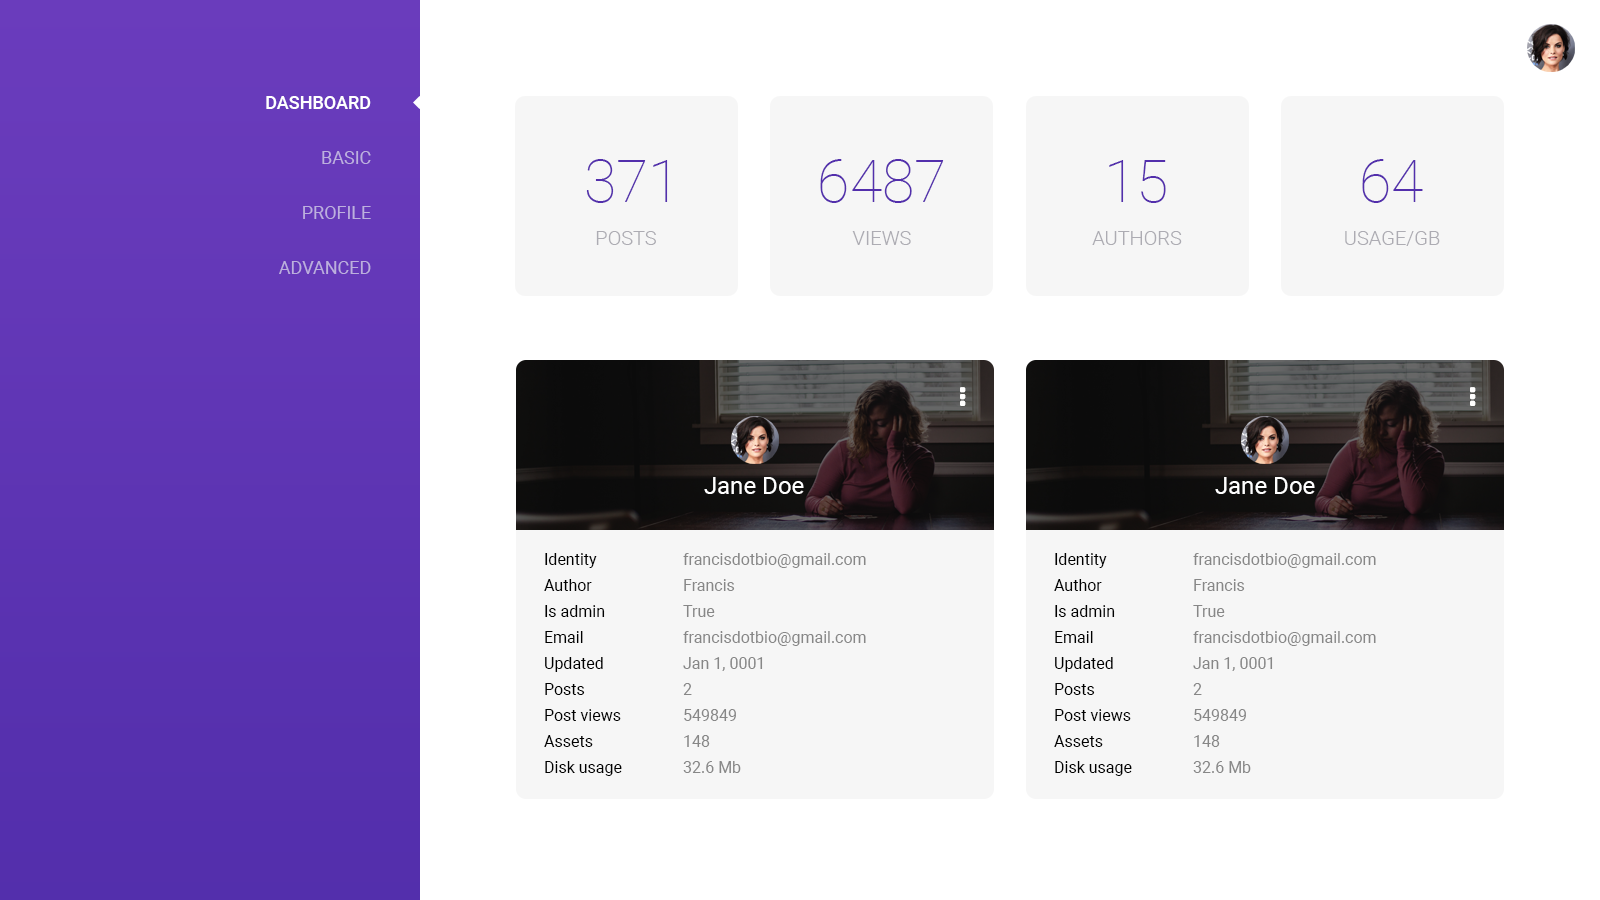 DASHBOARD
BASIC
PROFILE
ADVANCED
371
POSTS
6487
VIEWS
15
AUTHORS
64
USAGE/GB
Jane Doe
Identity francisdotbio@gmail.com
Author Francis
Is admin True
Email francisdotbio@gmail.com
Updated Jan 1, 0001
Posts 2
Post views 549849
Assets 148
Disk usage 32.6 Mb
Jane Doe
Identity francisdotbio@gmail.com
Author Francis
Is admin True
Email francisdotbio@gmail.com
Updated Jan 1, 0001
Posts 2
Post views 549849
Assets 148
Disk usage 32.6 Mb